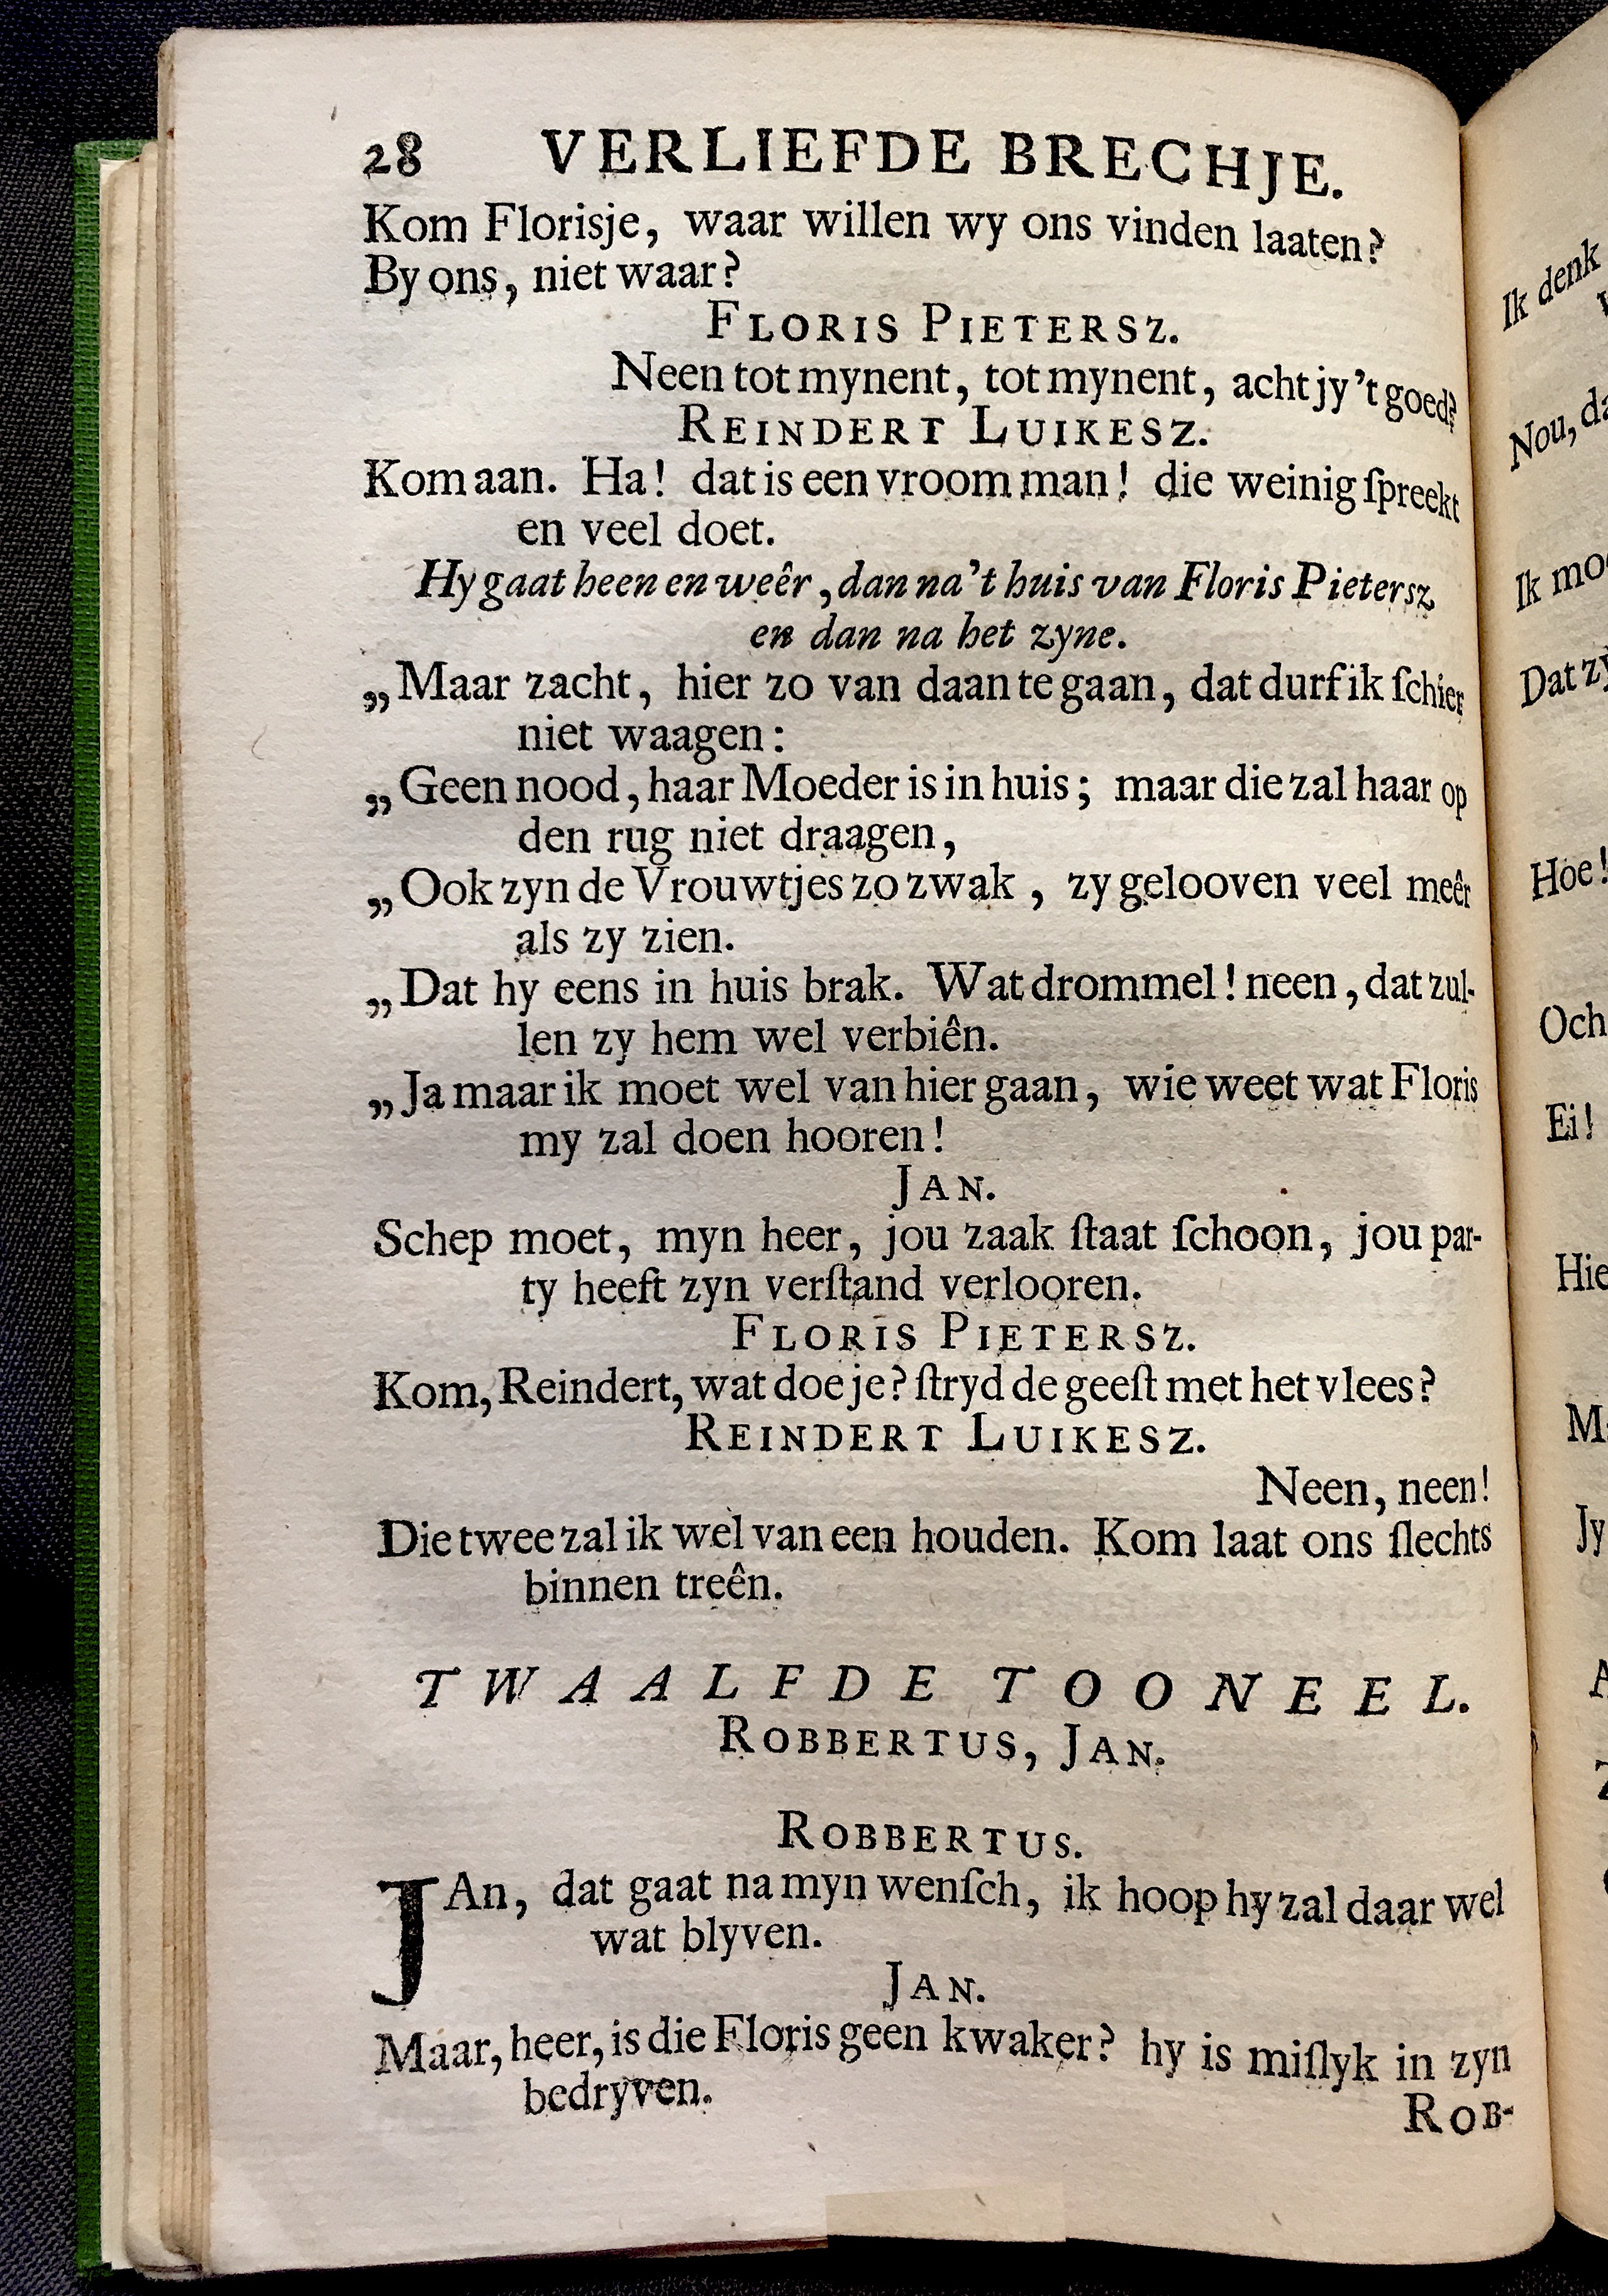 28 VERLIEFDE BRECHJE.
Kom Florisje, waar willen wy ons vinden laaten?
By ons, niet waar?
FLORIS PIETERSZ.
Neen tot mynent, tot mynent, acht jy 't goed?
REINDERT LUIKESZ.
Kom aan. Ha! dat is een vroom man! die weinig ſpreekt
en veel doet.
Hy gaat heen en weêr, dan na 't huis van Floris Pietersz
en dan na het zyne.
„Maar zacht, hier zo van daan te gaan, dat durf ik ſchier
niet waagen:
„Geen nood, haar Moeder is in huis; maar die zal haar op
den rug niet draagen,
„Ook zyn de Vrouwtjes zo zwak, zy gelooven veel meêr
als zy zien.
„Dat hy eens in huis brak. Wat drommel! neen, dat zul-
len zy hem wel verbiên.
„Ja maar ik moet wel van hier gaan, wie weet wat Floris
my zal doen hooren!
JAN.
Schep moet, myn heer, jou zaak ſtaat ſchoon, jou par-
ty heeft zyn verſtand verlooren.
FLORIS PIETERSZ.
Kom, Reindert, wat doe je? ſtryd de geeſt met het vlees?
REINDERT LUIKESZ.
Neen, neen!
Die twee zal ik wel van een houden. Kom laat ons ſlechts
binnen treên.
TWAALFDE TOONEEL.
ROBBERTUS, JAN.
ROBBERTUS.
JAn, dat gaat na myn wenſch, ik hoop hy zal daar wel
wat blyven.
JAN.
Maar, heer, is die Floris geen kwaker? hy is miſlyk in zyn
bedryven.
ROB-
Ik denk
Nou, da
Ik moe
Dat zy
Hoe!
Och
Ei!
Hie
Jy